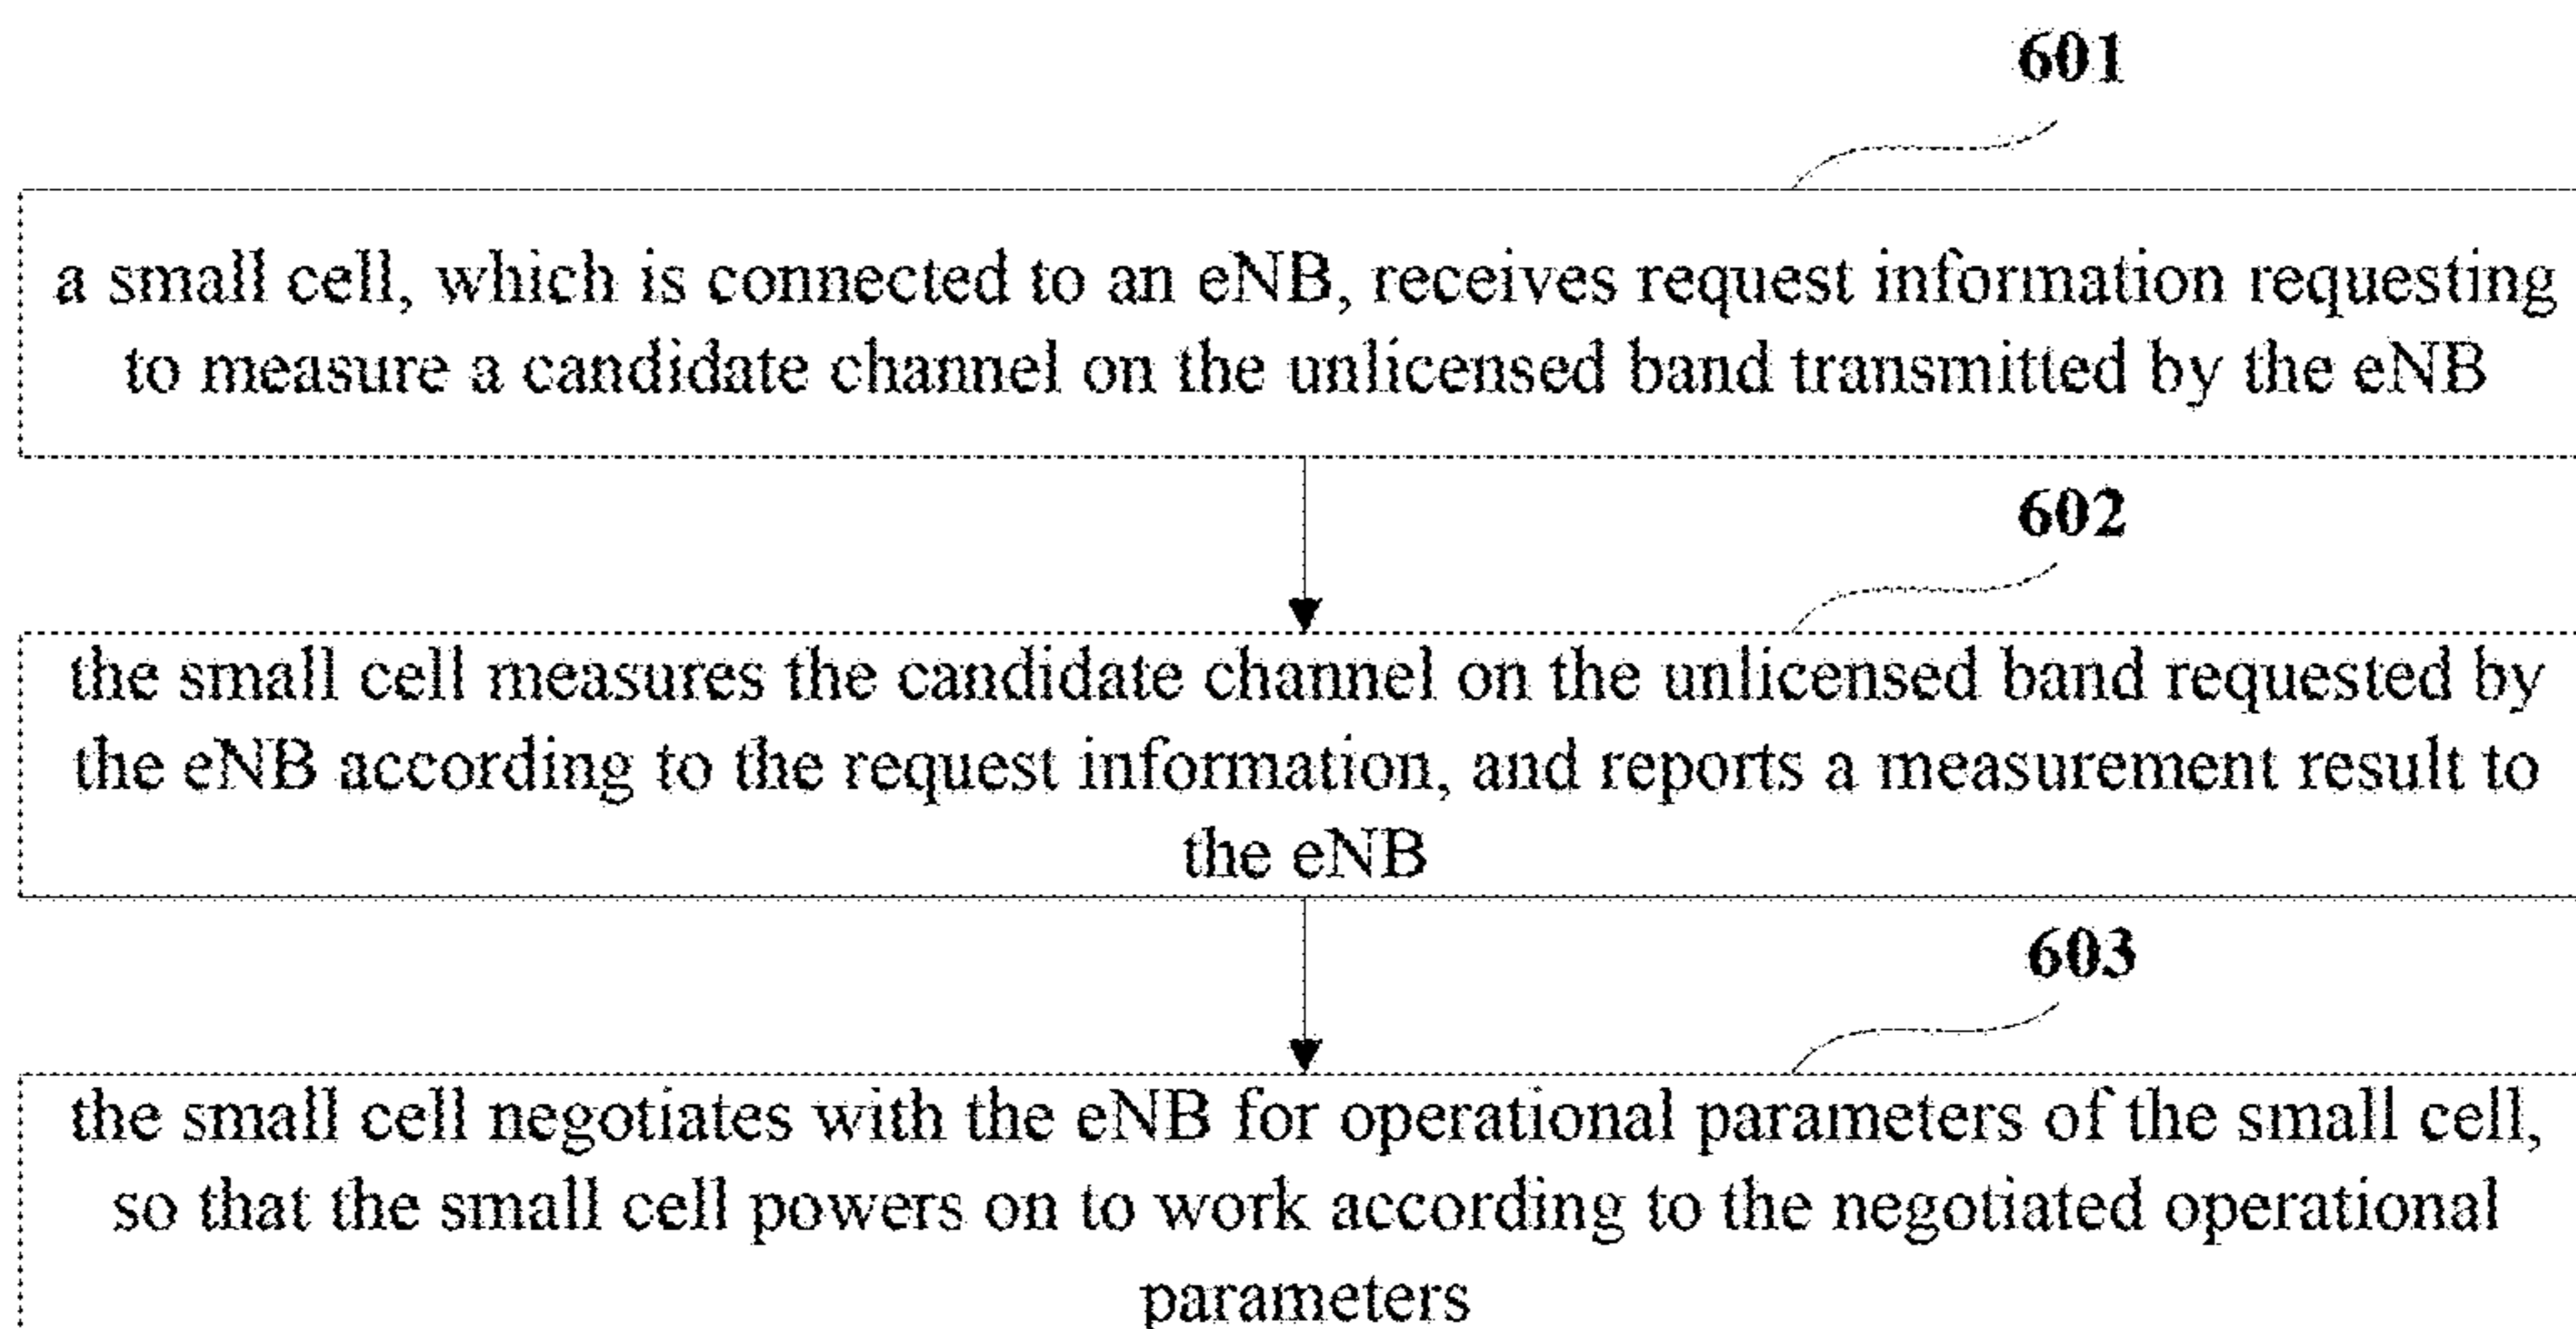 601
a small cell, which is connected to an eNB, receives request information requesting
to measure a candidate channel on the unlicensed band transmitted by the eNB
602
the small cell measures the candidate channel on the unlicensed band requested by
the eNB according to the request information, and reports a measurement result to
the eNB
603
the small cell negotiates with the eNB for operational parameters of the small cell,
so that the small cell powers on to work according to the negotiated operational
parameters